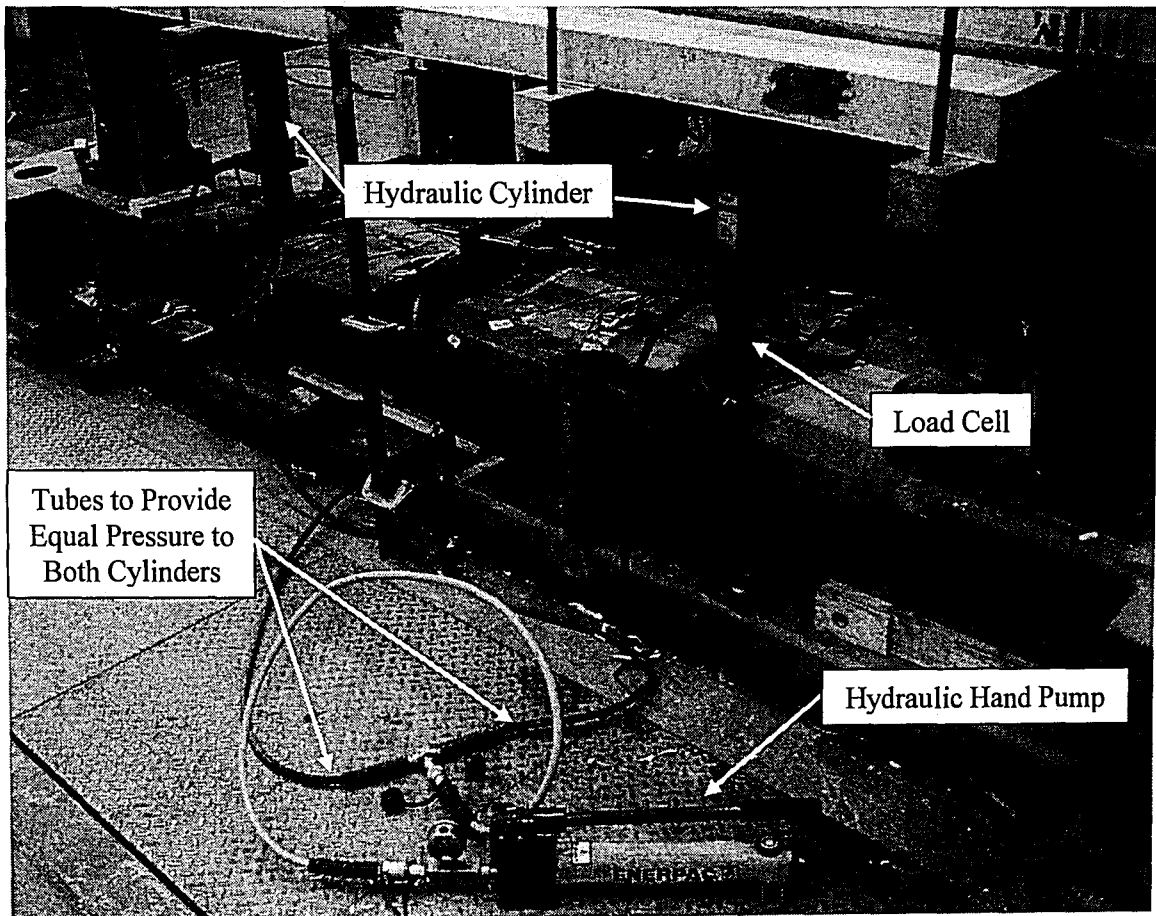 Hydraulic Cylinder
Load Cell
Tubes to Provide
Equal Pressure to
Both Cylinders
Hydraulic Hand Pump
ENERPAC